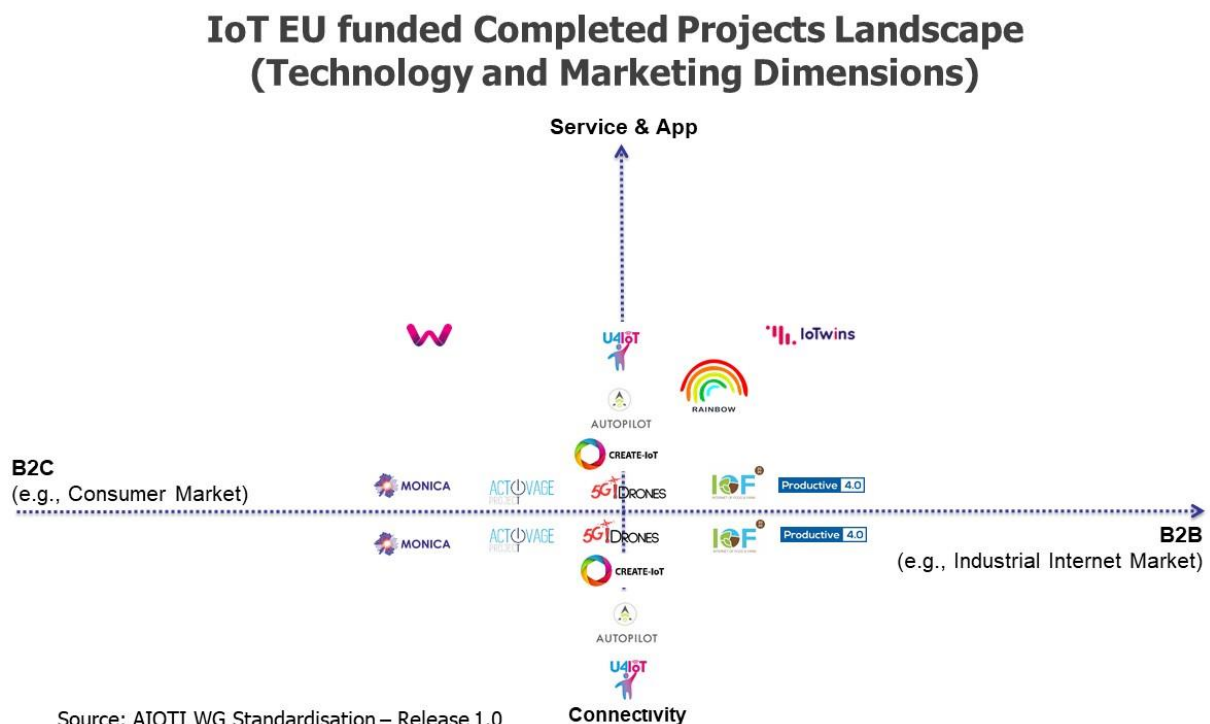 IoT EU funded Completed Projects Landscape
(Technology and Marketing Dimensions)
Service & App
U4IoT
IoTwins
RAINBOW
AUTOPILOT
CREATE-IoT
B2C
(e.g., Consumer Market)
MONICA
ACTIVAGE
PROJECT
5G!DRONES
IOF
Productive 4.0
MONICA
ACTIVAGE
PROJECT
5G!DRONES
IOF
Productive 4.0
B2B
(e.g., Industrial Internet Market)
CREATE-IoT
AUTOPILOT
U4IoT
Connectivity
Source: AIOTI WG Standardisation – Release 1.0